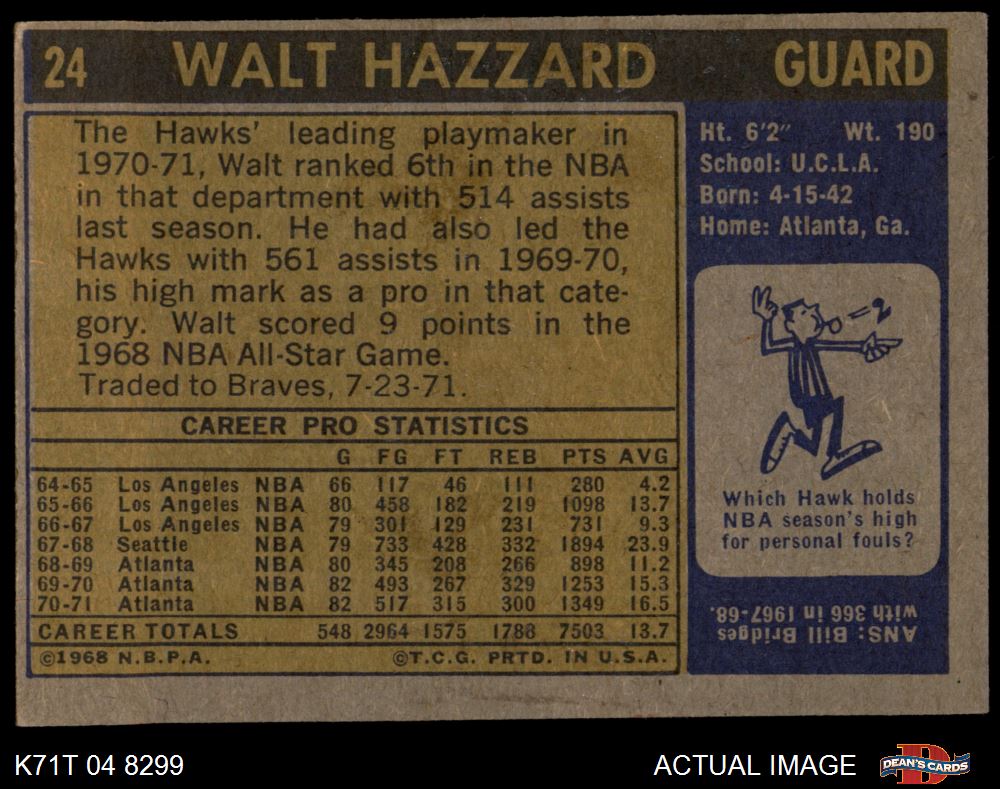 24 WALT HAZZARD GUARD
The Hawks' leading playmaker in
1970-71, Walt ranked 6th in the NBA
in that department with 514 assists
last season. He had also led the
Hawks with 561 assists in 1969-70,
his high mark as a pro in that cate-
gory. Walt scored 9 points in the
1968 NBA All-Star Game.
Traded to Braves, 7-23-71.
CAREER PRO STATISTICS
G FG FT REB PTS AVG
64-65 Los Angeles NBA 66 117 46 111 280 4.2
65-66 Los Angeles NBA 80 458 182 219 1098 13.7
66-67 Los Angeles NBA 79 301 129 231 731 9.3
67-68 Seattle NBA 79 733 428 332 1894 23.9
68-69 Atlanta NBA 80 345 208 266 898 11.2
69-70 Atlanta NBA 82 493 267 329 1253 15.3
70-71 Atlanta NBA 82 517 315 300 1349 16.5
CAREER TOTALS 548 2964 1575 1788 7503 13.7
©1968 N.B.P.A. ©T.C.G. PRTD. IN U.S.A.
Ht. 6'2" Wt. 190
School: U.C.L.A.
Born: 4-15-42
Home: Atlanta, Ga.
= 2
Which Hawk holds
NBA season's high
for personal fouls?
ANS: Bill Bridges
with 366 in 1967-68.
K71T 04 8299 ACTUAL IMAGE D DEAN'S CARDS